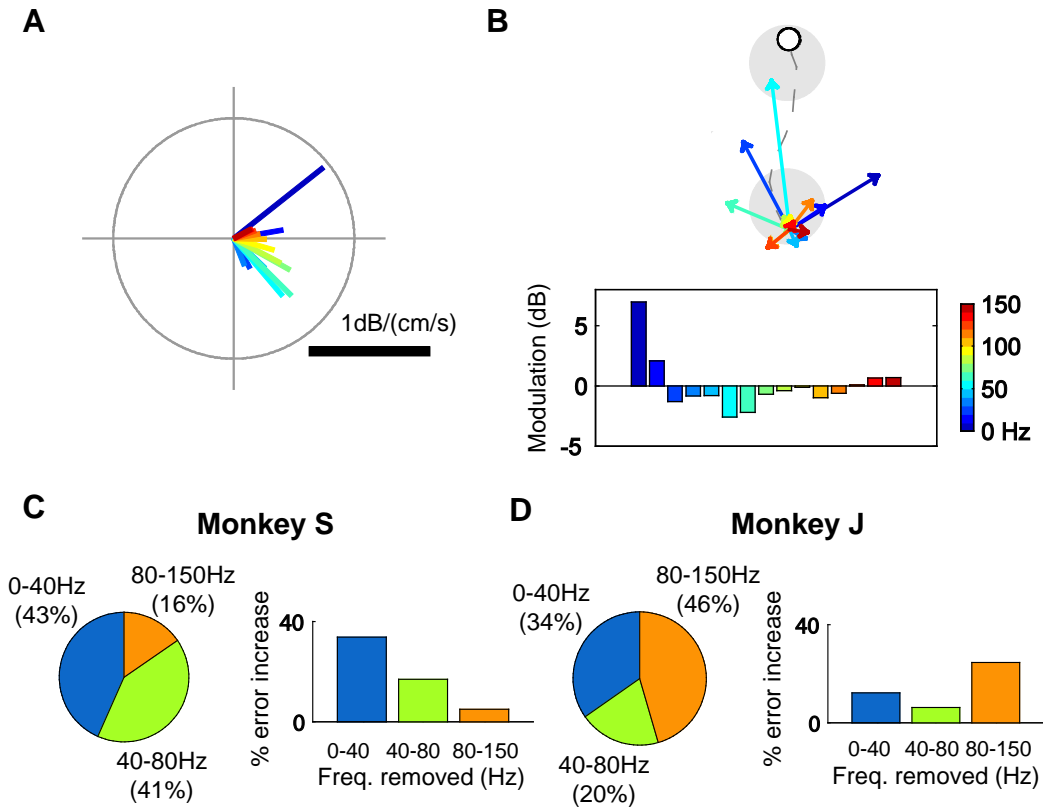 A
B
1dB/(cm/s)
Modulation (dB)
5
0
-5
150
100
50
0 Hz
C
Monkey S
D
Monkey J
0-40Hz
(43%)
80-150Hz
(16%)
40-80Hz
(41%)
% error increase
40
0
0-40 40-80 80-150
Freq. removed (Hz)
0-40Hz
(34%)
80-150Hz
(46%)
40-80Hz
(20%)
% error increase
40
0
0-40 40-80 80-150
Freq. removed (Hz)